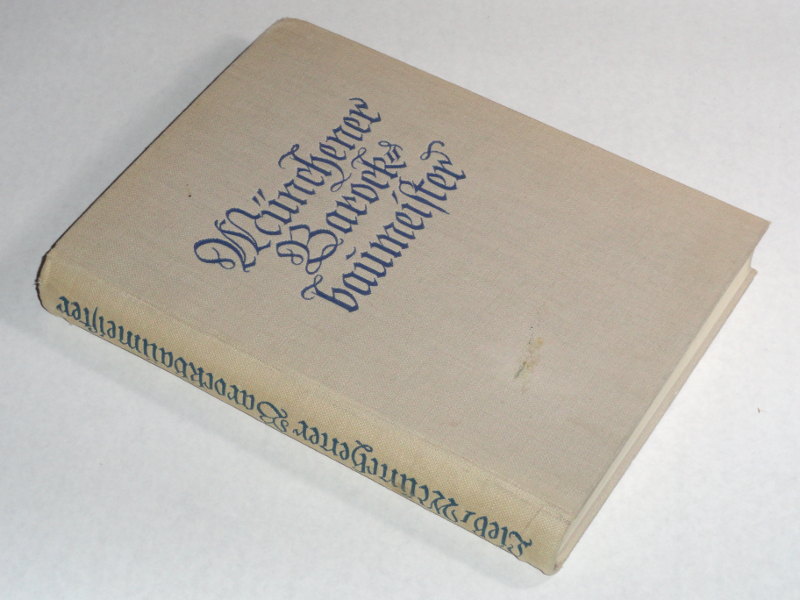 Münchener
Barock=
baumeister
Lieb, Münchener Barockbaumeister